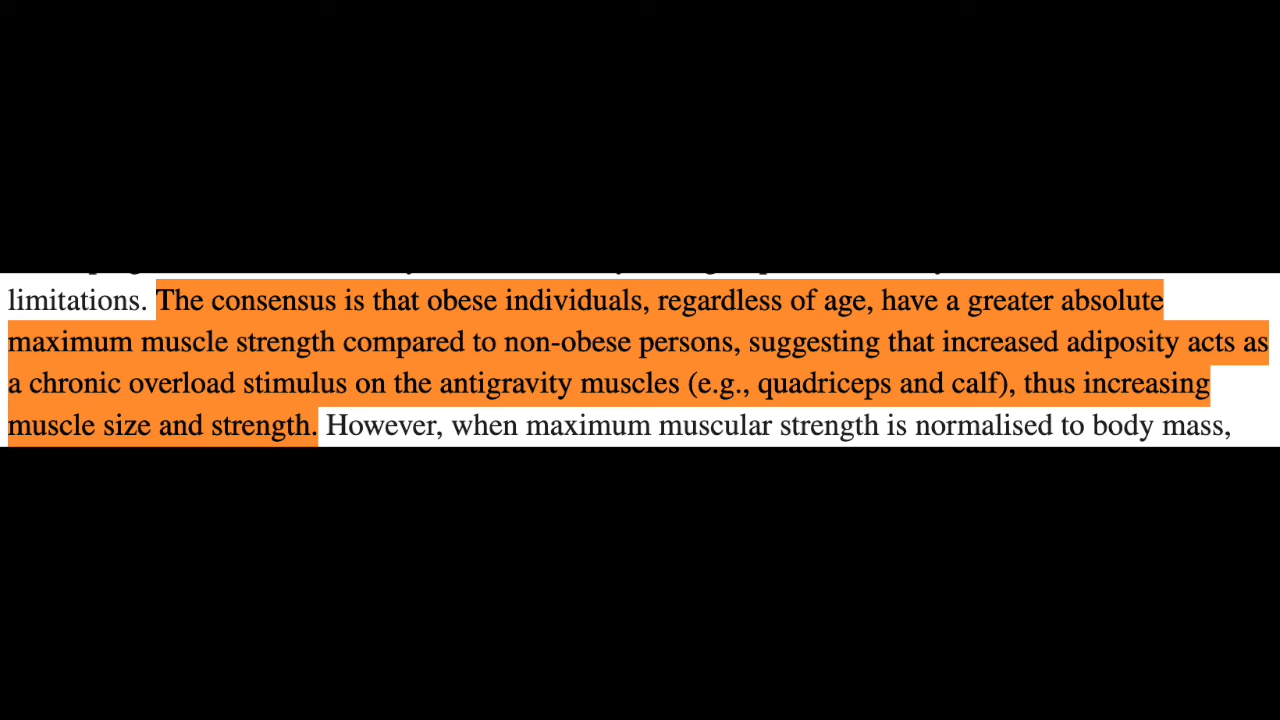 limitations. The consensus is that obese individuals, regardless of age, have a greater absolute
maximum muscle strength compared to non-obese persons, suggesting that increased adiposity acts as
a chronic overload stimulus on the antigravity muscles (e.g., quadriceps and calf), thus increasing
muscle size and strength. However, when maximum muscular strength is normalised to body mass,